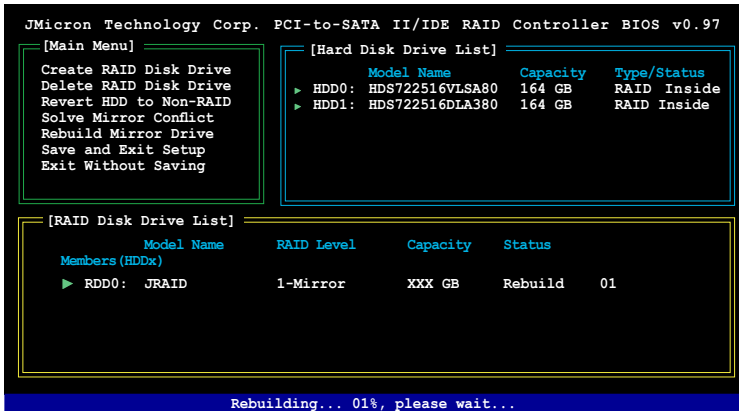 JMicron Technology Corp. PCI-to-SATA II/IDE RAID Controller BIOS v0.97
[Main Menu]
Create RAID Disk Drive
Delete RAID Disk Drive
Revert HDD to Non-RAID
Solve Mirror Conflict
Rebuild Mirror Drive
Save and Exit Setup
Exit Without Saving
[Hard Disk Drive List]
Model Name Capacity Type/Status
HDD0: HDS722516VLSA80 164 GB RAID Inside
HDD1: HDS722516DLA380 164 GB RAID Inside
[RAID Disk Drive List]
Model Name RAID Level Capacity Status
Members(HDDx)
RDD0: JRAID 1-Mirror XXX GB Rebuild 01
Rebuilding... 01%, please wait...